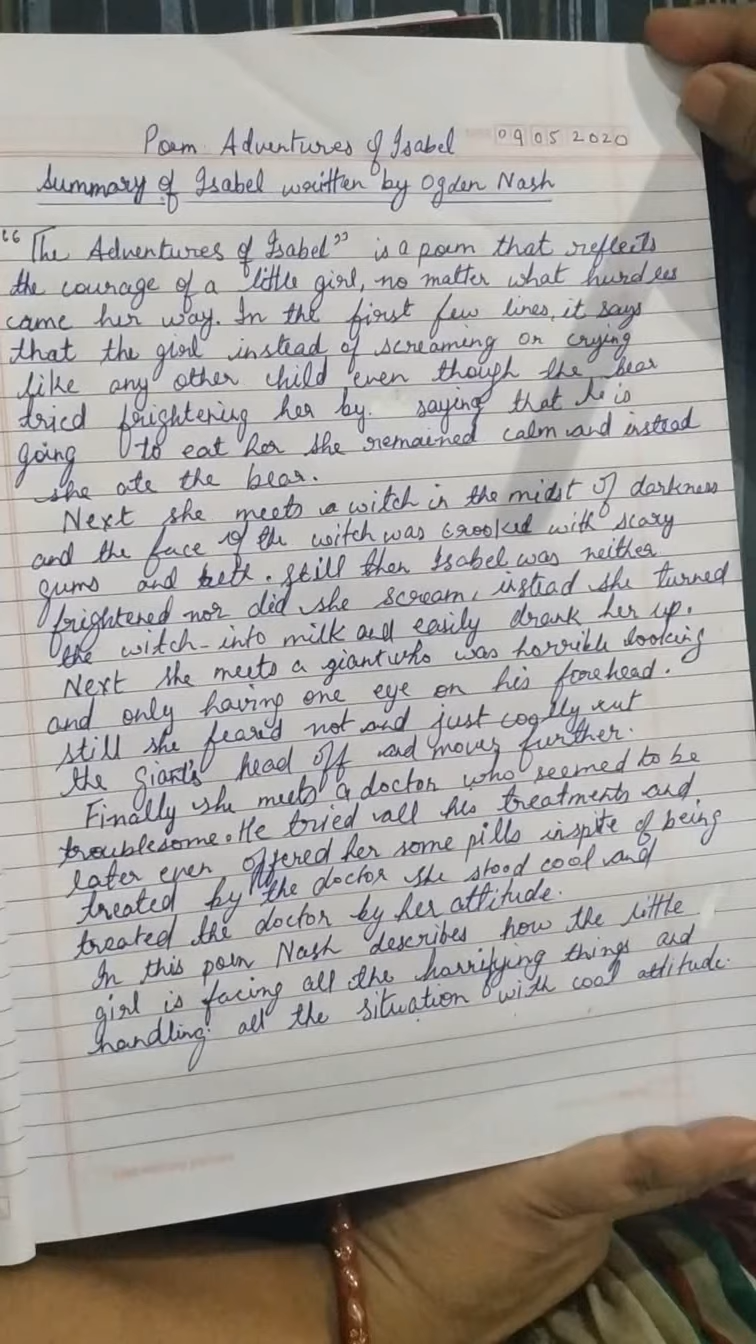 09 05 2020
Poem Adventures of Isabel
Summary of Isabel written by Ogden Nash
"The Adventures of Isabel" is a poem that reflects
the courage of a little girl, no matter what hurdles
came her way. In the first few lines, it says
that the girl instead of screaming or crying
like any other child even though the bear
tried frightening her by. saying that he is
going to eat her she remained calm and instead
she ate the bear.
Next she meets a witch in the midst of darkness
and the face of the witch was crooked with scary
gums and teeth. Still then Isabel was neither
frightened nor did she scream, instead she turned
the witch into milk and easily drank her up.
Next she meets a giant who was horrible looking
and only having one eye on his forehead.
still she feared not and just coolly cut
the giant's head off and moves further.
Finally she meets a doctor who seemed to be
troublesome. He tried all his treatments and
later even offered her some pills inspite of being
treated by the doctor she stood cool and
treated the doctor by her attitude.
In this poem Nash describes how the little
girl is facing all the harrifying things and
handling all the situation with cool attitude.